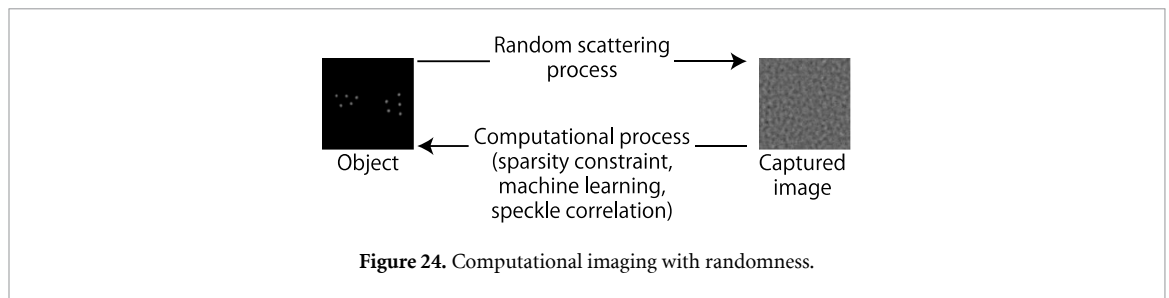 Random scattering
process
Object
Computational process
(sparsity constraint,
machine learning,
speckle correlation)
Captured
image
Figure 24. Computational imaging with randomness.